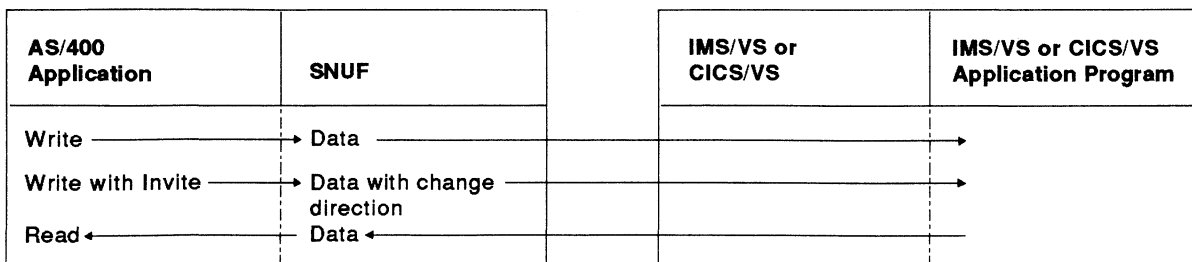 AS/400
Application
SNUF
IMS/VS or
CICS/VS
IMS/VS or CICS/VS
Application Program
Write
Data
Write with Invite
Data with change
direction
Read
Data